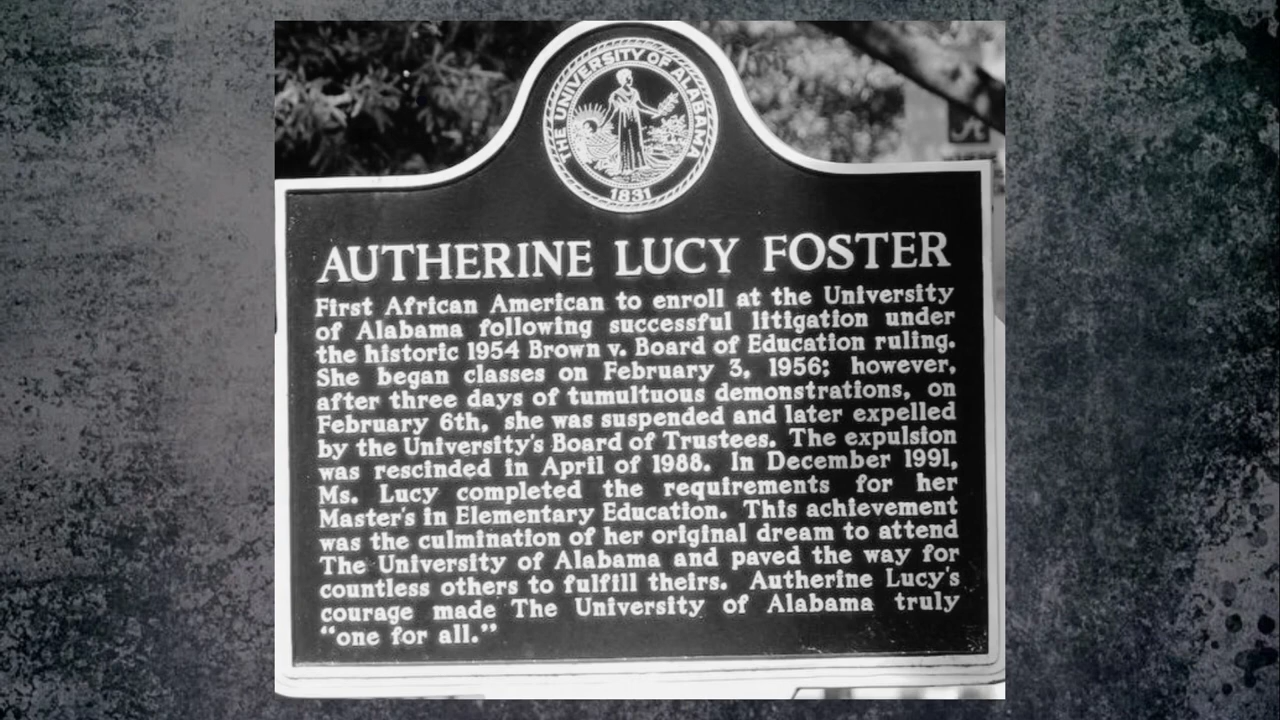 THE UNIVERSITY OF ALABAMA
1831
AUTHERINE LUCY FOSTER
First African American to enroll at the University
of Alabama following successful litigation under
the historic 1954 Brown v. Board of Education ruling.
She began classes on February 3, 1956; however,
after three days of tumultuous demonstrations, on
February 6th, she was suspended and later expelled
by the University's Board of Trustees. The expulsion
was rescinded in April of 1988. In December 1991,
Ms. Lucy completed the requirements for her
Master's in Elementary Education. This achievement
was the culmination of her original dream to attend
The University of Alabama and paved the way for
countless others to fulfill theirs. Autherine Lucy's
courage made The University of Alabama truly
“one for all.”